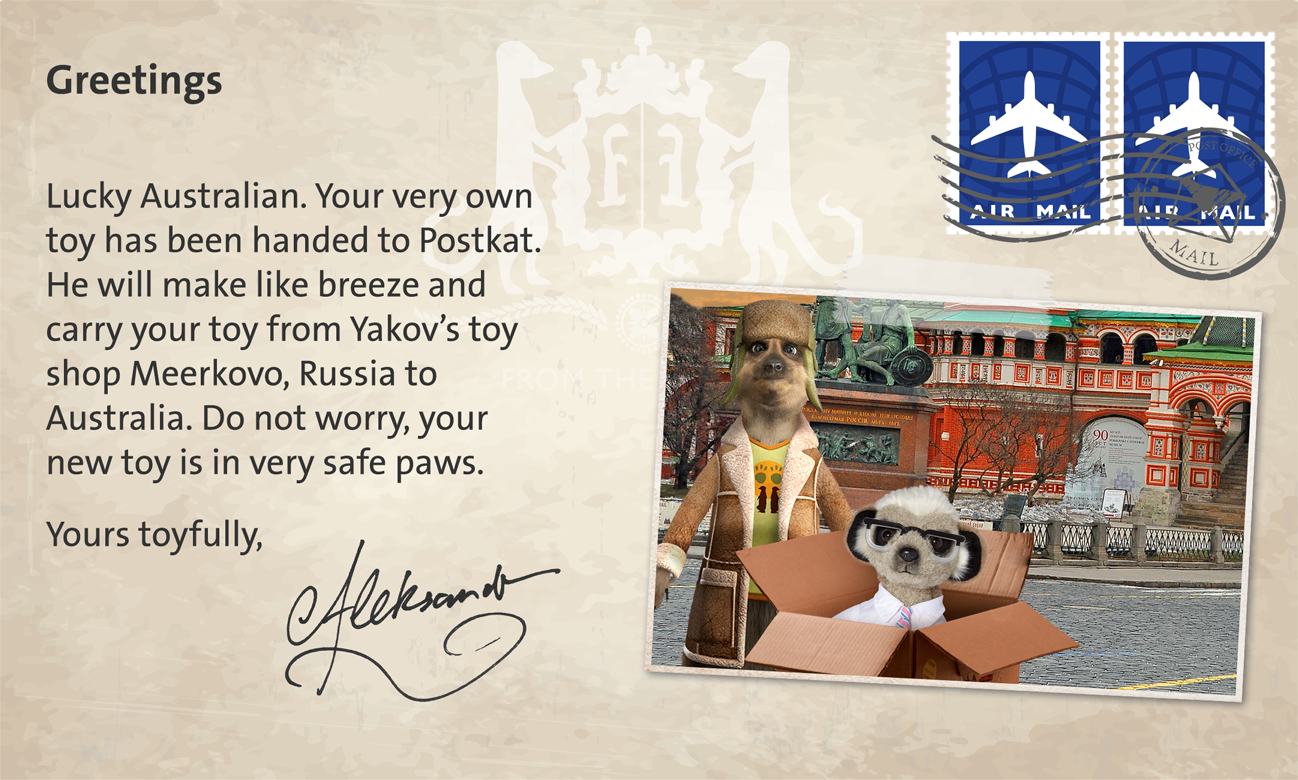 Greetings
Lucky Australian. Your very own
toy has been handed to Postkat.
He will make like breeze and
carry your toy from Yakov’s toy
shop Meerkovo, Russia to
Australia. Do not worry, your
new toy is in very safe paws.
Yours toyfully,
Aleksandr
AIR MAIL
AIR MAIL
POST OFFICE
MAIL
90